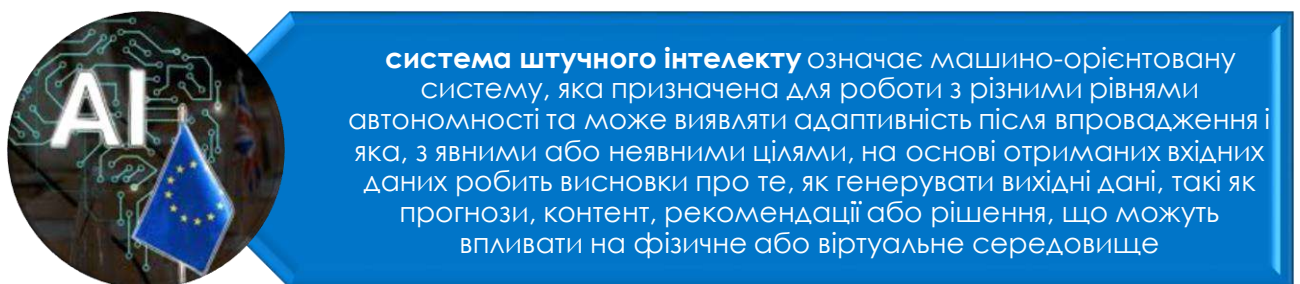 AI
система штучного інтелекту означає машино-орієнтовану
систему, яка призначена для роботи з різними рівнями
автономності та може виявляти адаптивність після впровадження і
яка, з явними або неявними цілями, на основі отриманих вхідних
даних робить висновки про те, як генерувати вихідні дані, такі як
прогнози, контент, рекомендації або рішення, що можуть
впливати на фізичне або віртуальне середовище